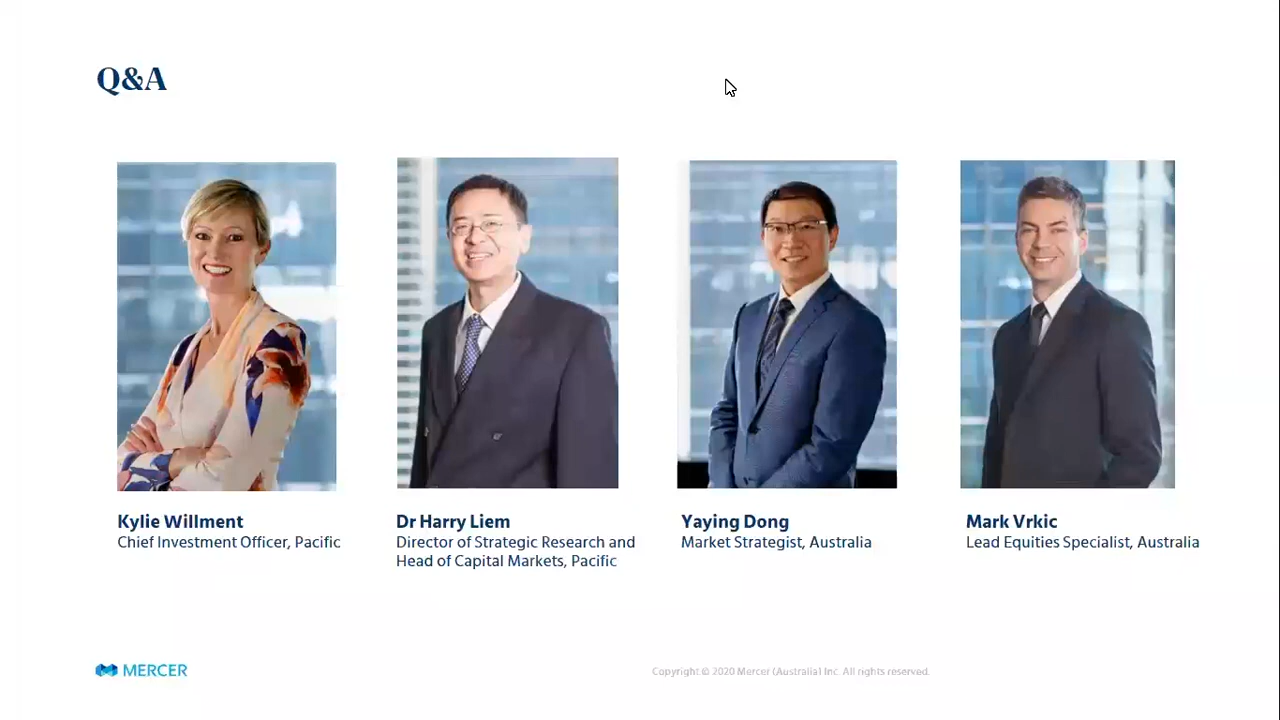 Q&A
Kylie Willment
Chief Investment Officer, Pacific
Dr Harry Liem
Director of Strategic Research and
Head of Capital Markets, Pacific
Yaying Dong
Market Strategist, Australia
Mark Vrkic
Lead Equities Specialist, Australia
MERCER
Copyright © 2020 Mercer (Australia) Inc. All rights reserved.